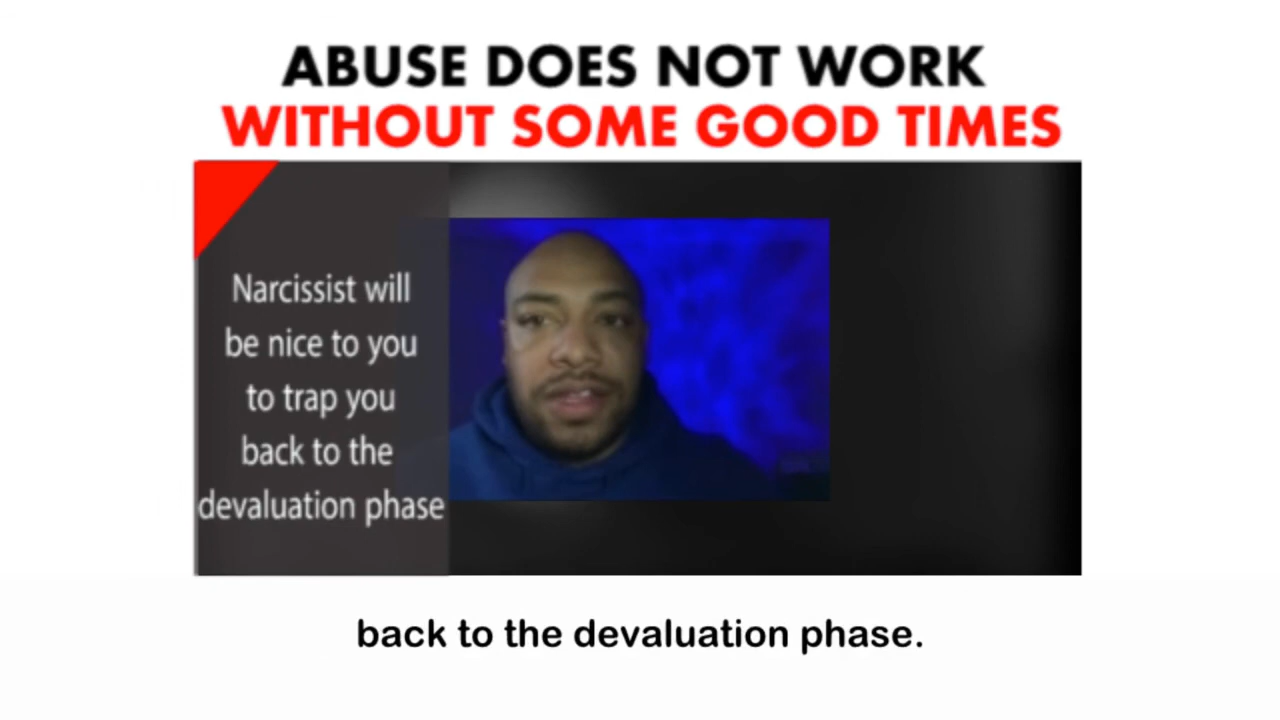 ABUSE DOES NOT WORK
WITHOUT SOME GOOD TIMES
Narcissist will
be nice to you
to trap you
back to the
devaluation phase
back to the devaluation phase.